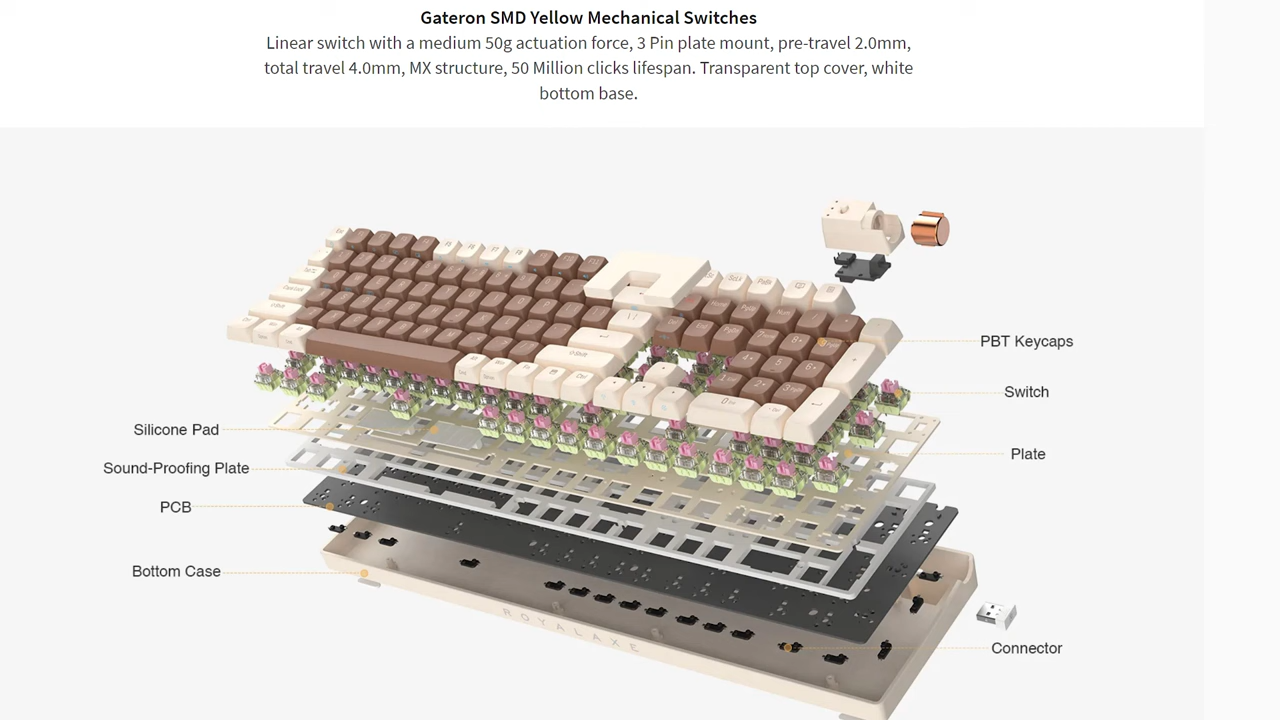 Gateron SMD Yellow Mechanical Switches
Linear switch with a medium 50g actuation force, 3 Pin plate mount, pre-travel 2.0mm,
total travel 4.0mm, MX structure, 50 Million clicks lifespan. Transparent top cover, white
bottom base.
PBT Keycaps
Switch
Silicone Pad
Plate
Sound-Proofing Plate
PCB
Bottom Case
ROYALAXE
Connector